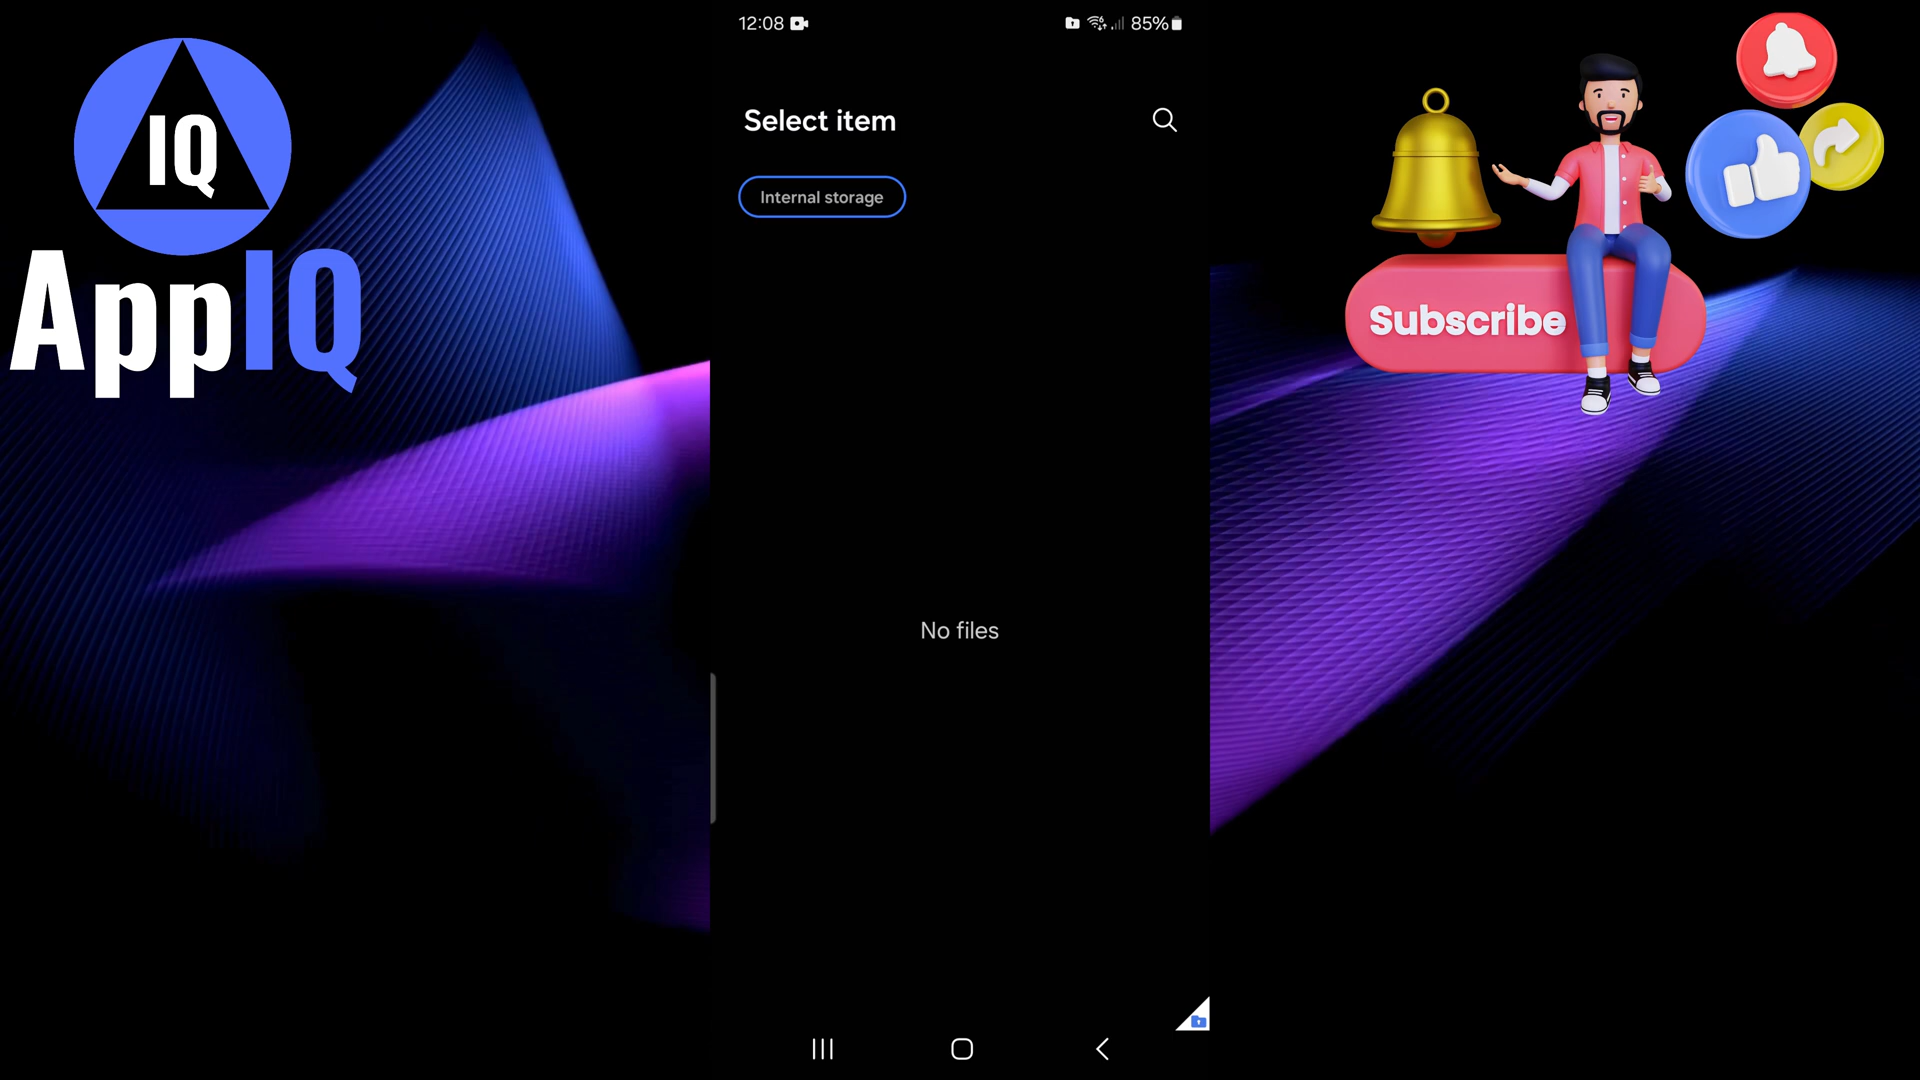 IQ
AppIQ
12:08
85%
Select item
Internal storage
No files
Subscribe